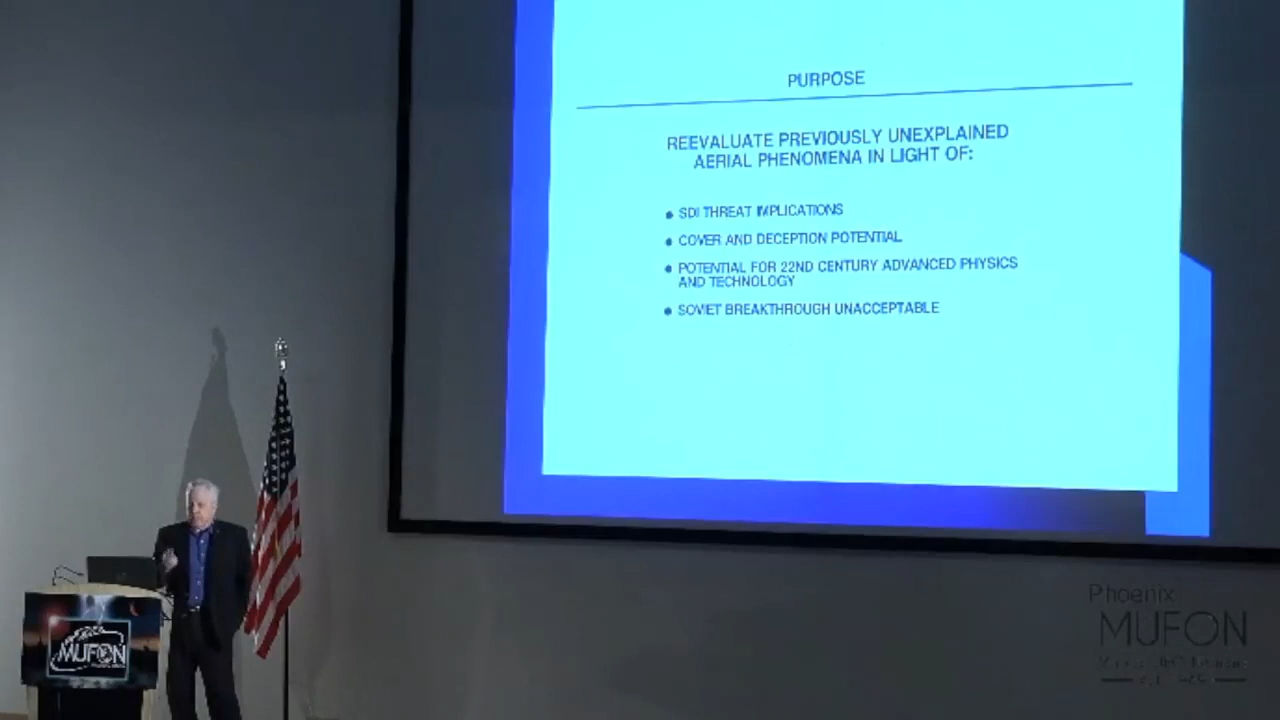 PURPOSE
REEVALUATE PREVIOUSLY UNEXPLAINED
AERIAL PHENOMENA IN LIGHT OF:
• SDI THREAT IMPLICATIONS
• COVER AND DECEPTION POTENTIAL
• POTENTIAL FOR 22ND CENTURY ADVANCED PHYSICS
AND TECHNOLOGY
• SOVIET BREAKTHROUGH UNACCEPTABLE
MUFON
Phoenix
MUFON